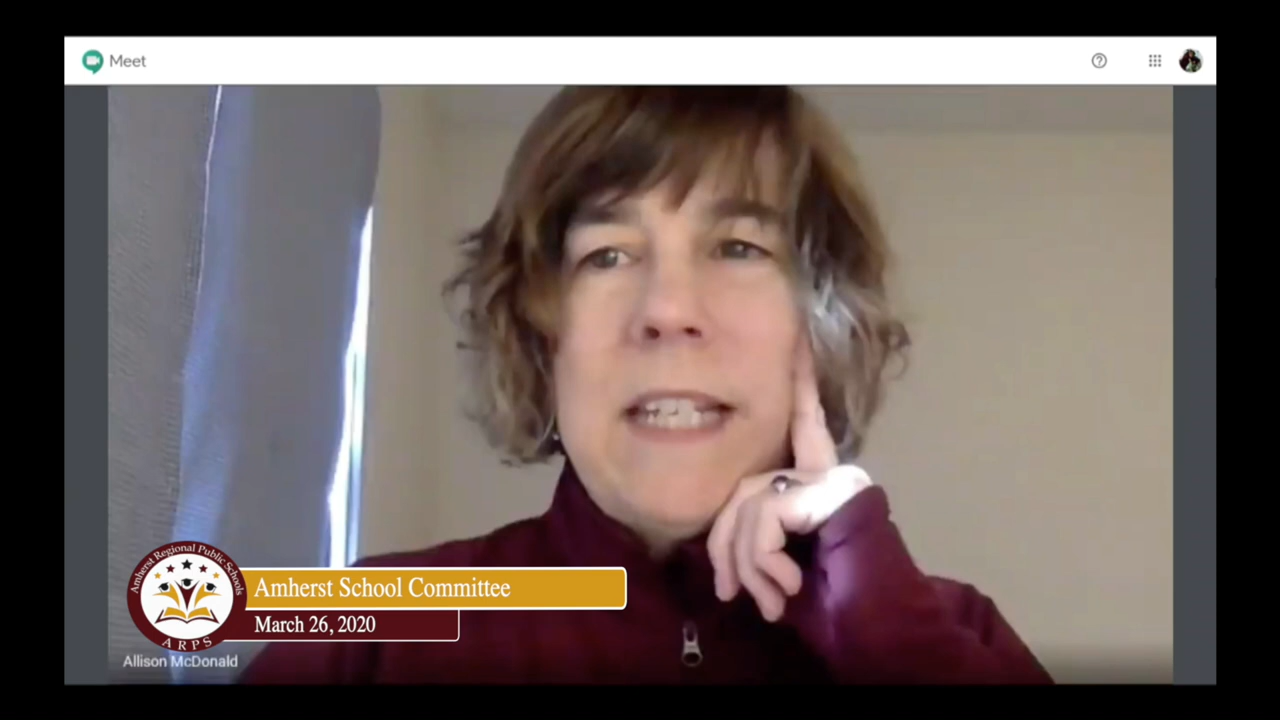 Meet
Amherst Regional Public Schools
ARPS
Amherst School Committee
March 26, 2020
Allison McDonald